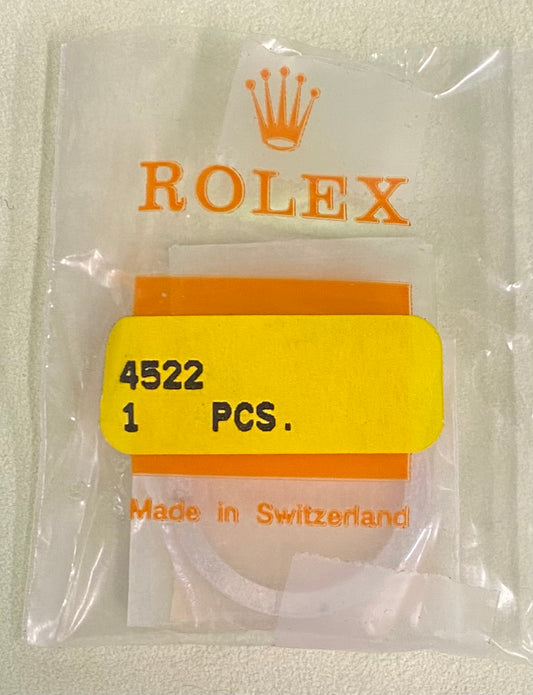 ROLEX
4522
1 PCS.
Made in Switzerland